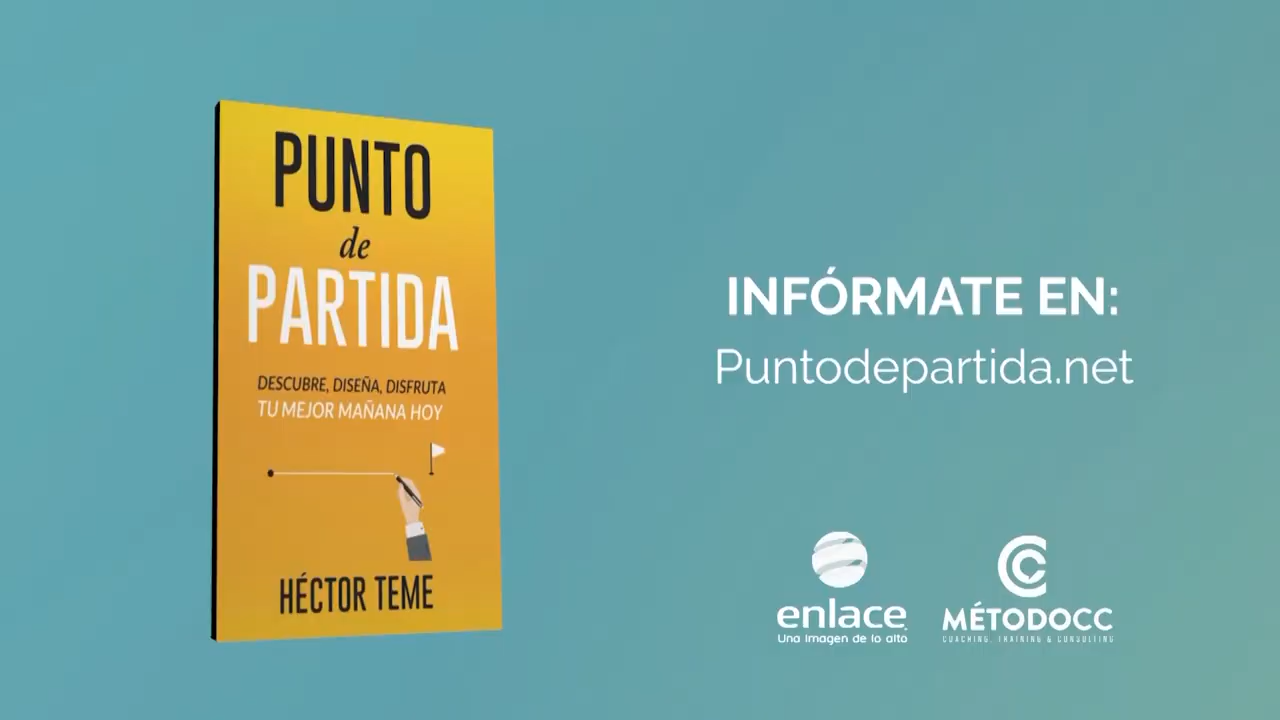 PUNTO
de
PARTIDA
DESCUBRE, DISEÑA, DISFRUTA
TU MEJOR MAÑANA HOY
HÉCTOR TEME
INFÓRMATE EN:
Puntodepartida.net
enlace
Una imagen de lo alto
MÉTODOCC
COACHING, TRAINING & CONSULTING